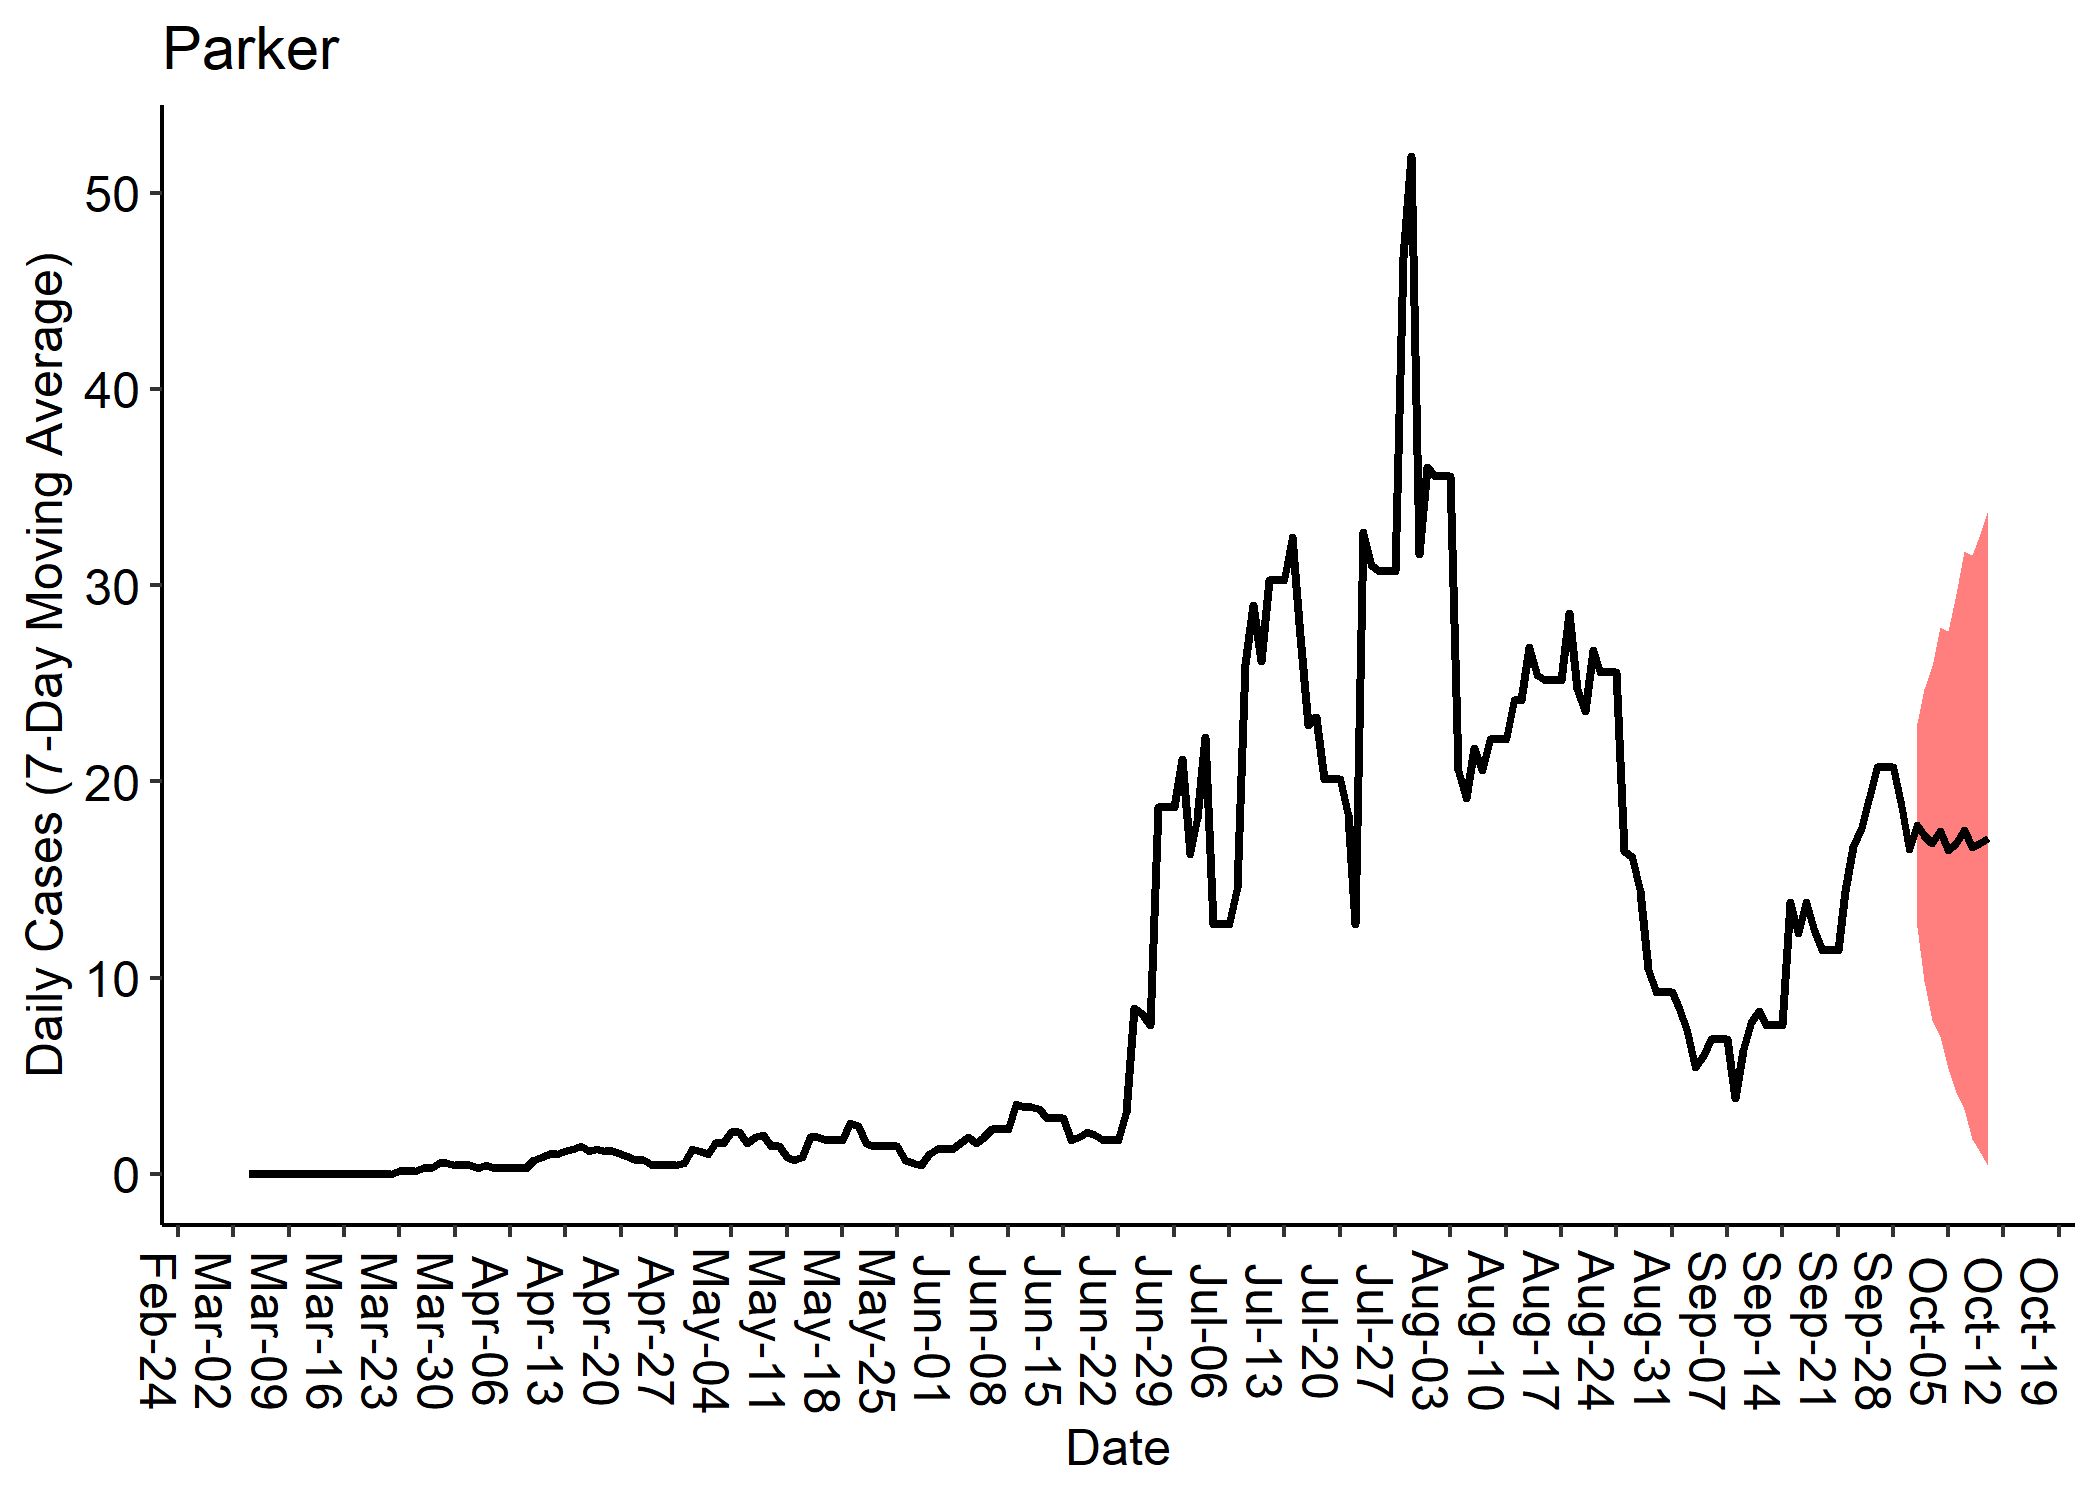 Parker
Daily Cases (7-Day Moving Average)
50
40
30
20
10
0
Feb-24
Mar-02
Mar-09
Mar-16
Mar-23
Mar-30
Apr-06
Apr-13
Apr-20
Apr-27
May-04
May-11
May-18
May-25
Jun-01
Jun-08
Jun-15
Jun-22
Jun-29
Jul-06
Jul-13
Jul-20
Jul-27
Aug-03
Aug-10
Aug-17
Aug-24
Aug-31
Sep-07
Sep-14
Sep-21
Sep-28
Oct-05
Oct-12
Oct-19
Date